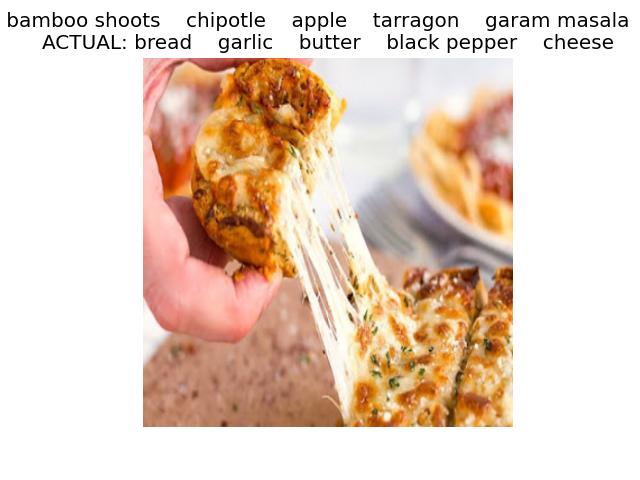 bamboo shoots chipotle apple tarragon garam masala
ACTUAL: bread garlic butter black pepper cheese